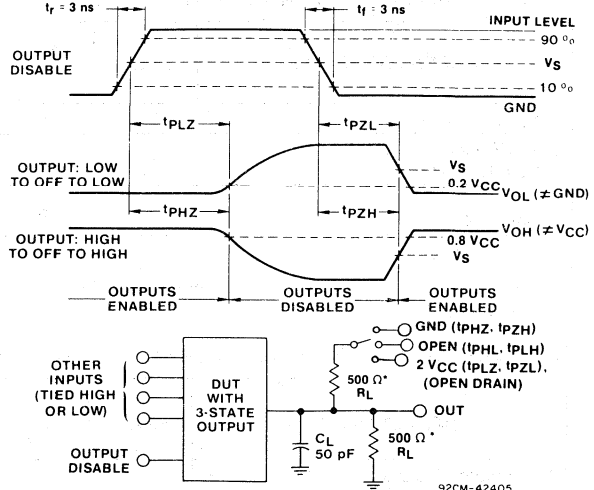 tr = 3 ns
tf = 3 ns
INPUT LEVEL
90 %
OUTPUT
DISABLE
VS
10 %
GND
tPLZ
tPZL
OUTPUT: LOW
TO OFF TO LOW
VS
0.2 VCC
VOL (≠GND)
tPHZ
tPZH
OUTPUT: HIGH
TO OFF TO HIGH
VOH (≠VCC)
0.8 VCC
VS
OUTPUTS
ENABLED
OUTPUTS
DISABLED
OUTPUTS
ENABLED
GND (tPHZ, tPZH)
OPEN (tPHL, tPLH)
2 VCC (tPLZ, tPZL),
(OPEN DRAIN)
OTHER
INPUTS
(TIED HIGH
OR LOW)
DUT
WITH
3-STATE
OUTPUT
500 Ω*
RL
OUT
OUTPUT
DISABLE
CL
50 pF
500 Ω*
RL
92CM-42405